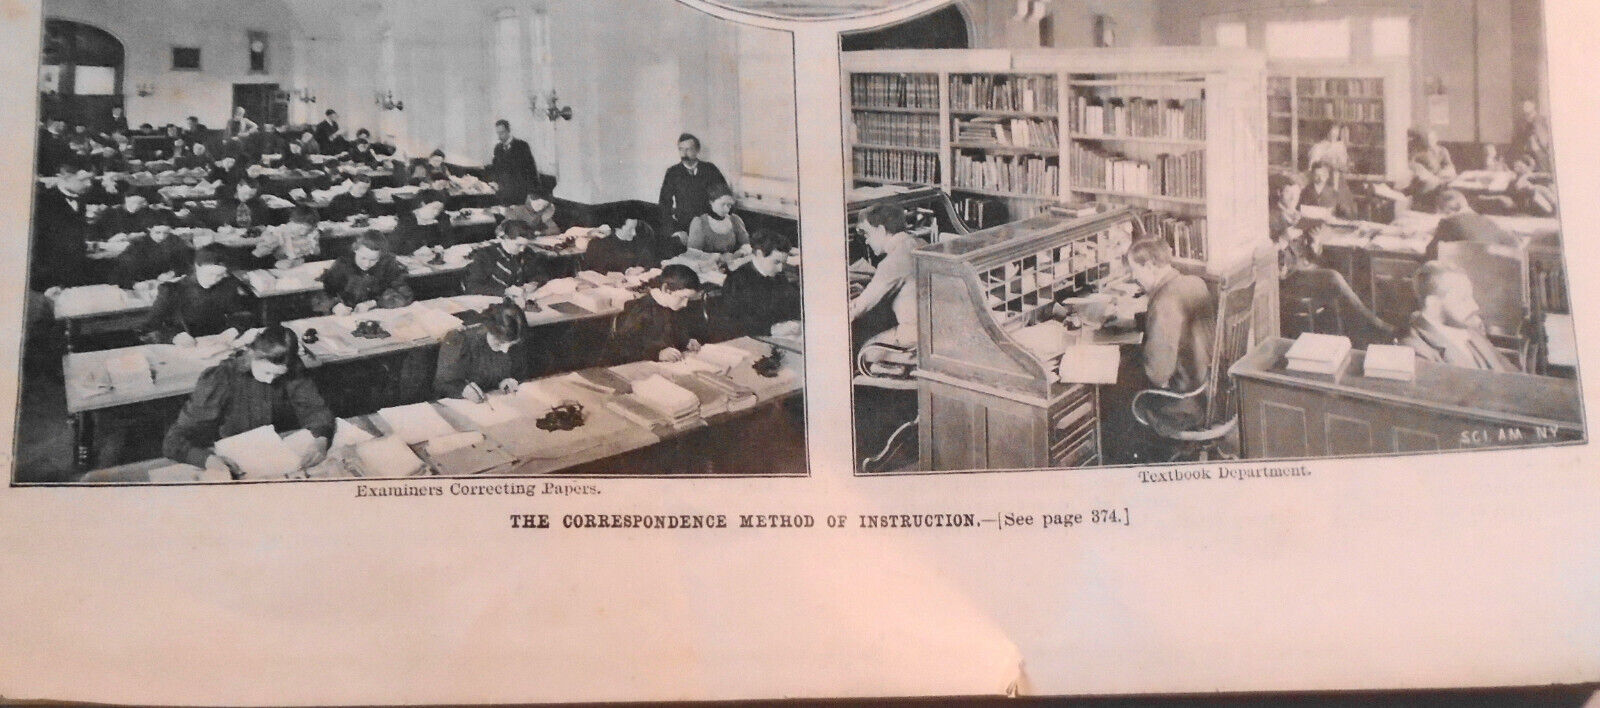 SCI AM NY
Examiners Correcting Papers.
Textbook Department.
THE CORRESPONDENCE METHOD OF INSTRUCTION.—[See page 374.]